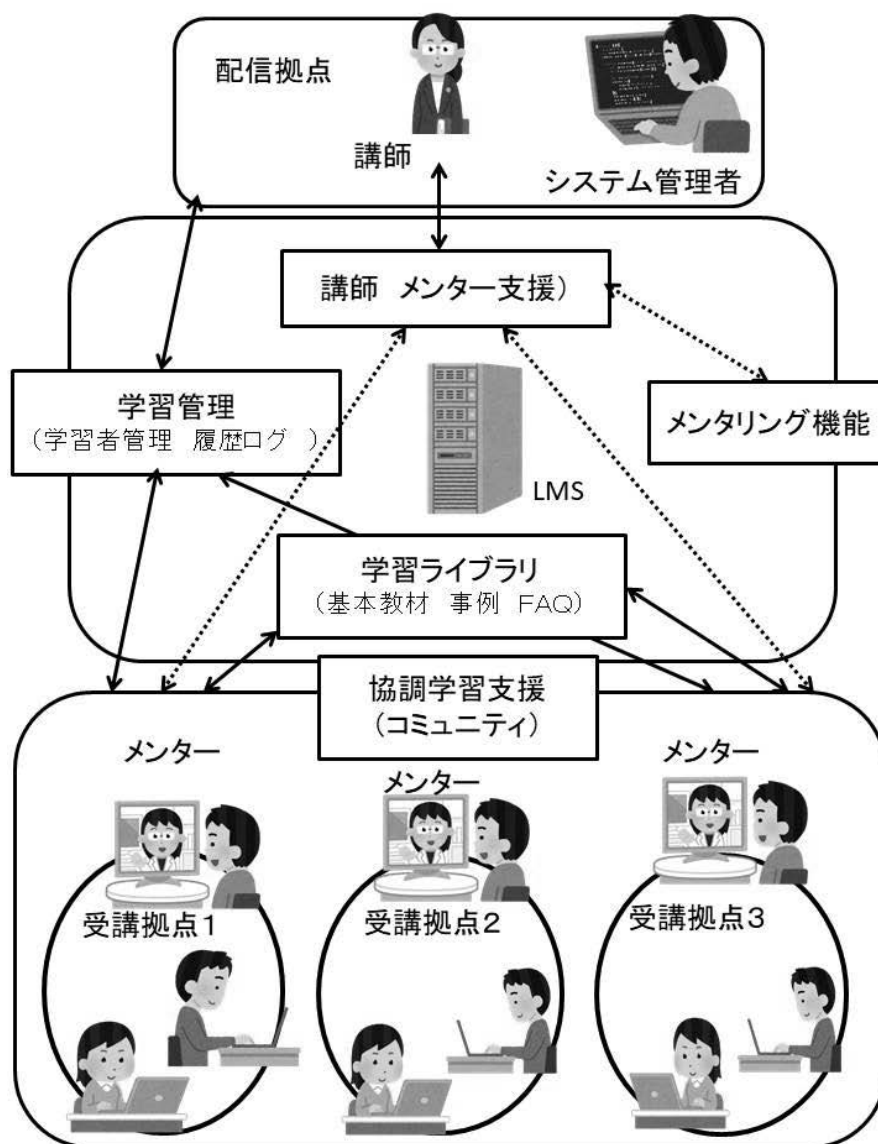 配信拠点
講師
システム管理者
講師　メンター支援）
学習管理
（学習者管理　履歴ログ　）
メンタリング機能
LMS
学習ライブラリ
（基本教材　事例　FAQ）
協調学習支援
（コミュニティ）
メンター
メンター
メンター
受講拠点１
受講拠点２
受講拠点３